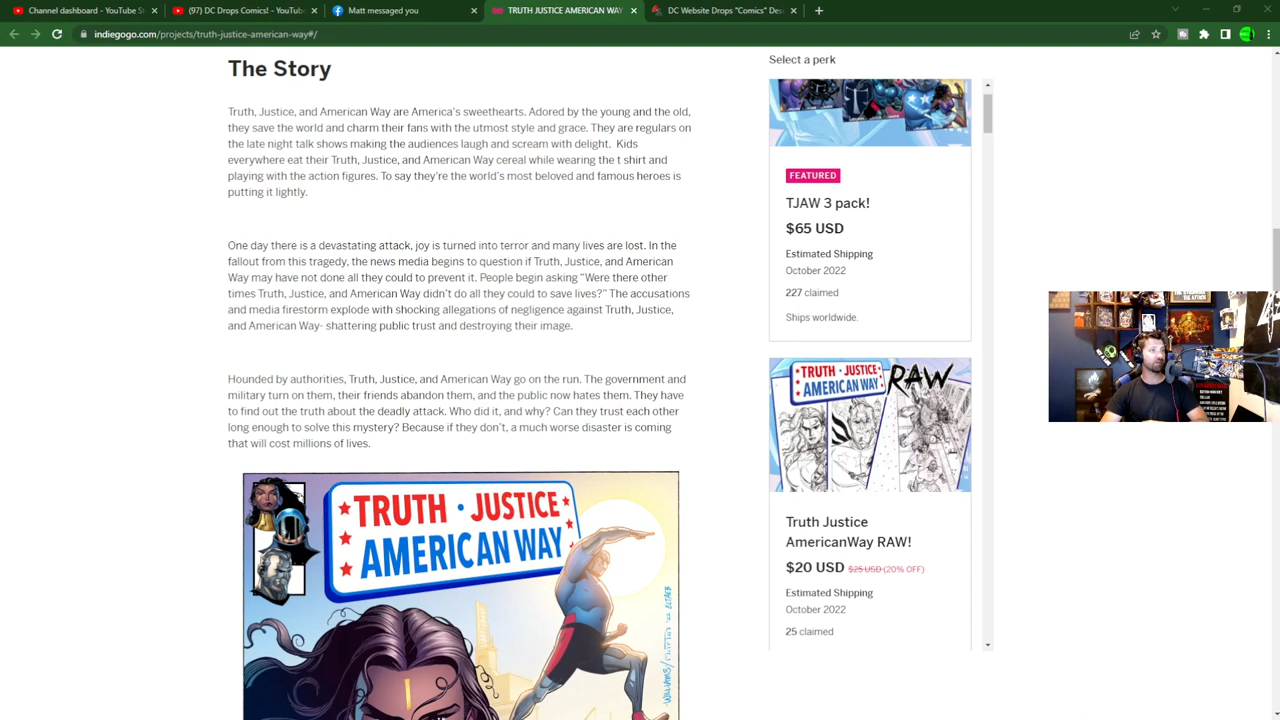 Channel dashboard - YouTube St
(97) DC Drops Comics! - YouTube
Matt messaged you
TRUTH JUSTICE AMERICAN WAY
DC Website Drops "Comics" Des
indiegogo.com/projects/truth-justice-american-way#/
The Story
Truth, Justice, and American Way are America's sweethearts. Adored by the young and the old,
they save the world and charm their fans with the utmost style and grace. They are regulars on
the late night talk shows making the audiences laugh and scream with delight. Kids
everywhere eat their Truth, Justice, and American Way cereal while wearing the t shirt and
playing with the action figures. To say they're the world's most beloved and famous heroes is
putting it lightly.
One day there is a devastating attack, joy is turned into terror and many lives are lost. In the
fallout from this tragedy, the news media begins to question if Truth, Justice, and American
Way may have not done all they could to prevent it. People begin asking "Were there other
times Truth, Justice, and American Way didn't do all they could to save lives?" The accusations
and media firestorm explode with shocking allegations of negligence against Truth, Justice,
and American Way- shattering public trust and destroying their image.
Hounded by authorities, Truth, Justice, and American Way go on the run. The government and
military turn on them, their friends abandon them, and the public now hates them. They have
to find out the truth about the deadly attack. Who did it, and why? Can they trust each other
long enough to solve this mystery? Because if they don't, a much worse disaster is coming
that will cost millions of lives.
TRUTH · JUSTICE
AMERICAN WAY
Select a perk
FEATURED
TJAW 3 pack!
$65 USD
Estimated Shipping
October 2022
227 claimed
Ships worldwide.
TRUTH · JUSTICE
AMERICAN WAY
RAW
Truth Justice
AmericanWay RAW!
$20 USD $25 USD (20% OFF)
Estimated Shipping
October 2022
25 claimed